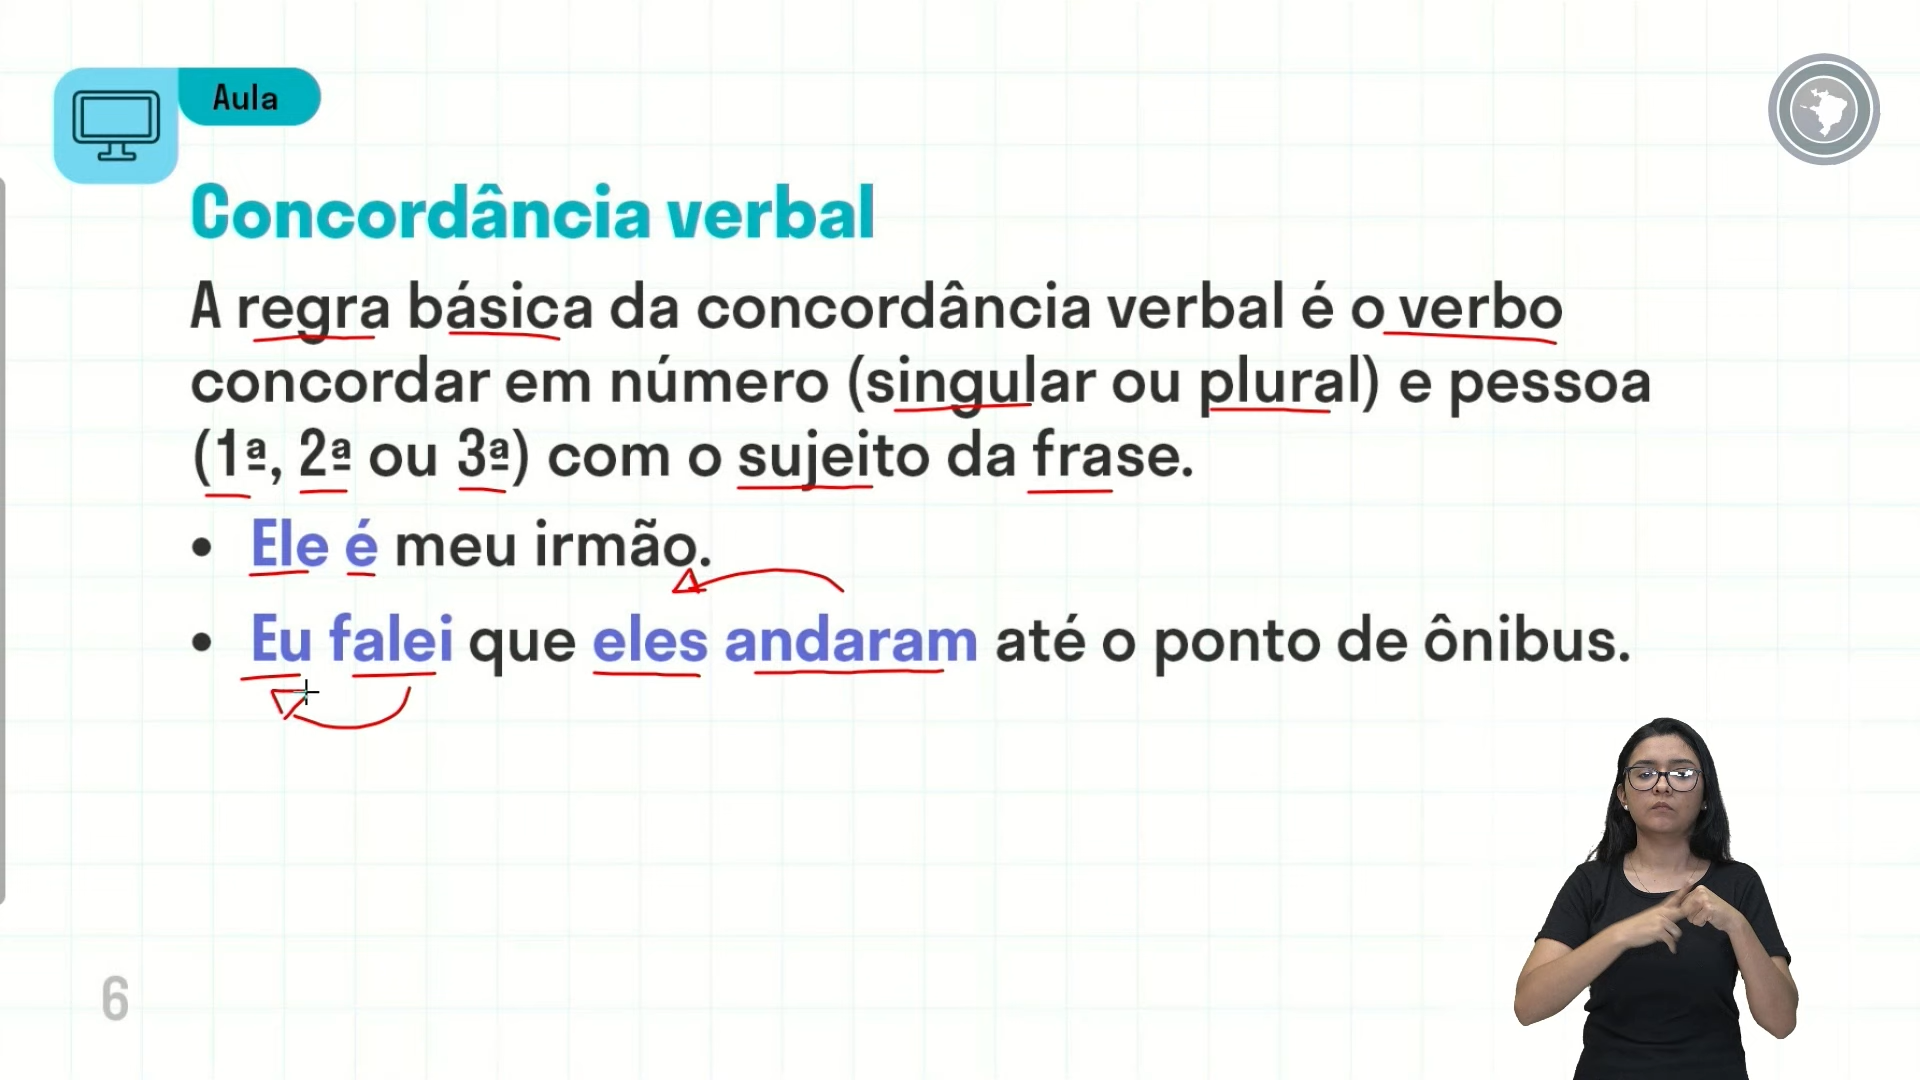 Aula
Concordância verbal
A regra básica da concordância verbal é o verbo
concordar em número (singular ou plural) e pessoa
(1ª, 2ª ou 3ª) com o sujeito da frase.
• Ele é meu irmão.
• Eu falei que eles andaram até o ponto de ônibus.
6